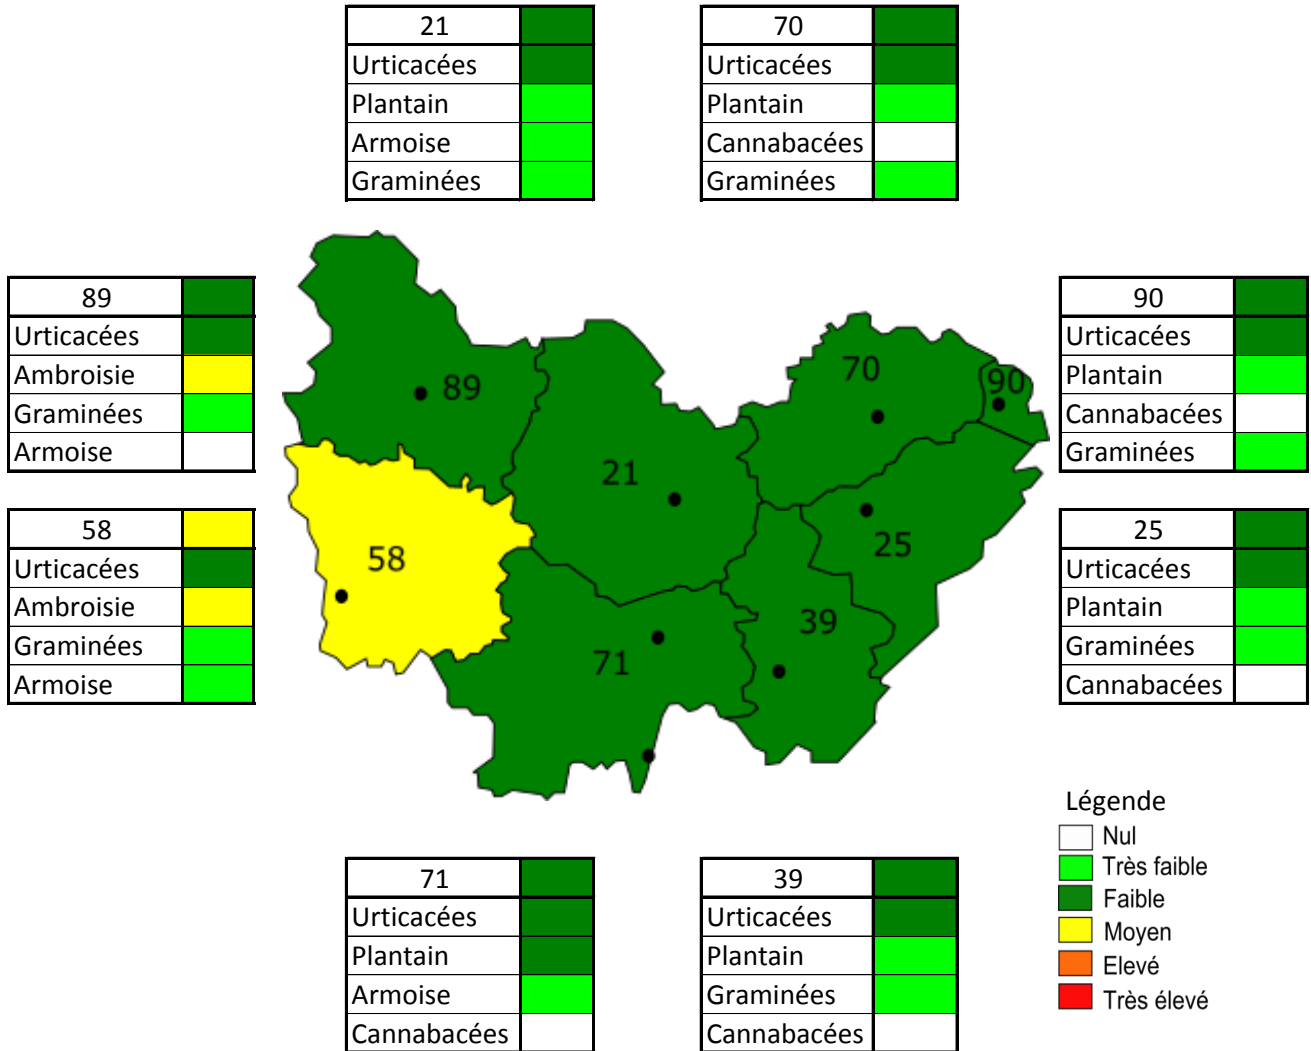 21
Urticacées
Plantain
Armoise
Graminées
70
Urticacées
Plantain
Cannabacées
Graminées
89
Urticacées
Ambroisie
Graminées
Armoise
58
Urticacées
Ambroisie
Graminées
Armoise
89
70
90
21
25
58
39
71
90
Urticacées
Plantain
Cannabacées
Graminées
25
Urticacées
Plantain
Graminées
Cannabacées
71
Urticacées
Plantain
Armoise
Cannabacées
39
Urticacées
Plantain
Graminées
Cannabacées
Légende
Nul
Très faible
Faible
Moyen
Elevé
Très élevé